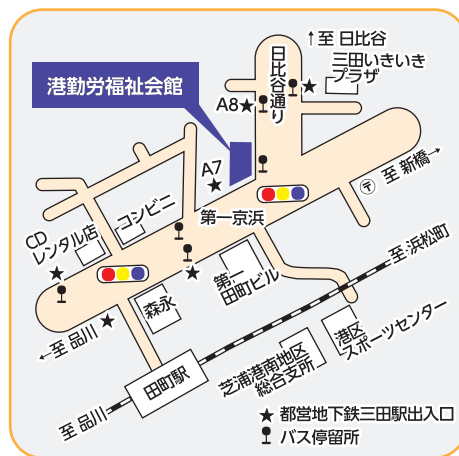 ↑至 日比谷
三田いきいき
プラザ
日比谷通り
港勤労福祉会館
A8★
A7
★
〒 至 新橋→
第一京浜
コンビニ
CD
レンタル店
第一
田町ビル
至 浜松町
←至 品川
森永
港区
スポーツセンター
芝浦港南地区
総合支所
田町駅
至 品川
★ 都営地下鉄三田駅出入口
バス停留所